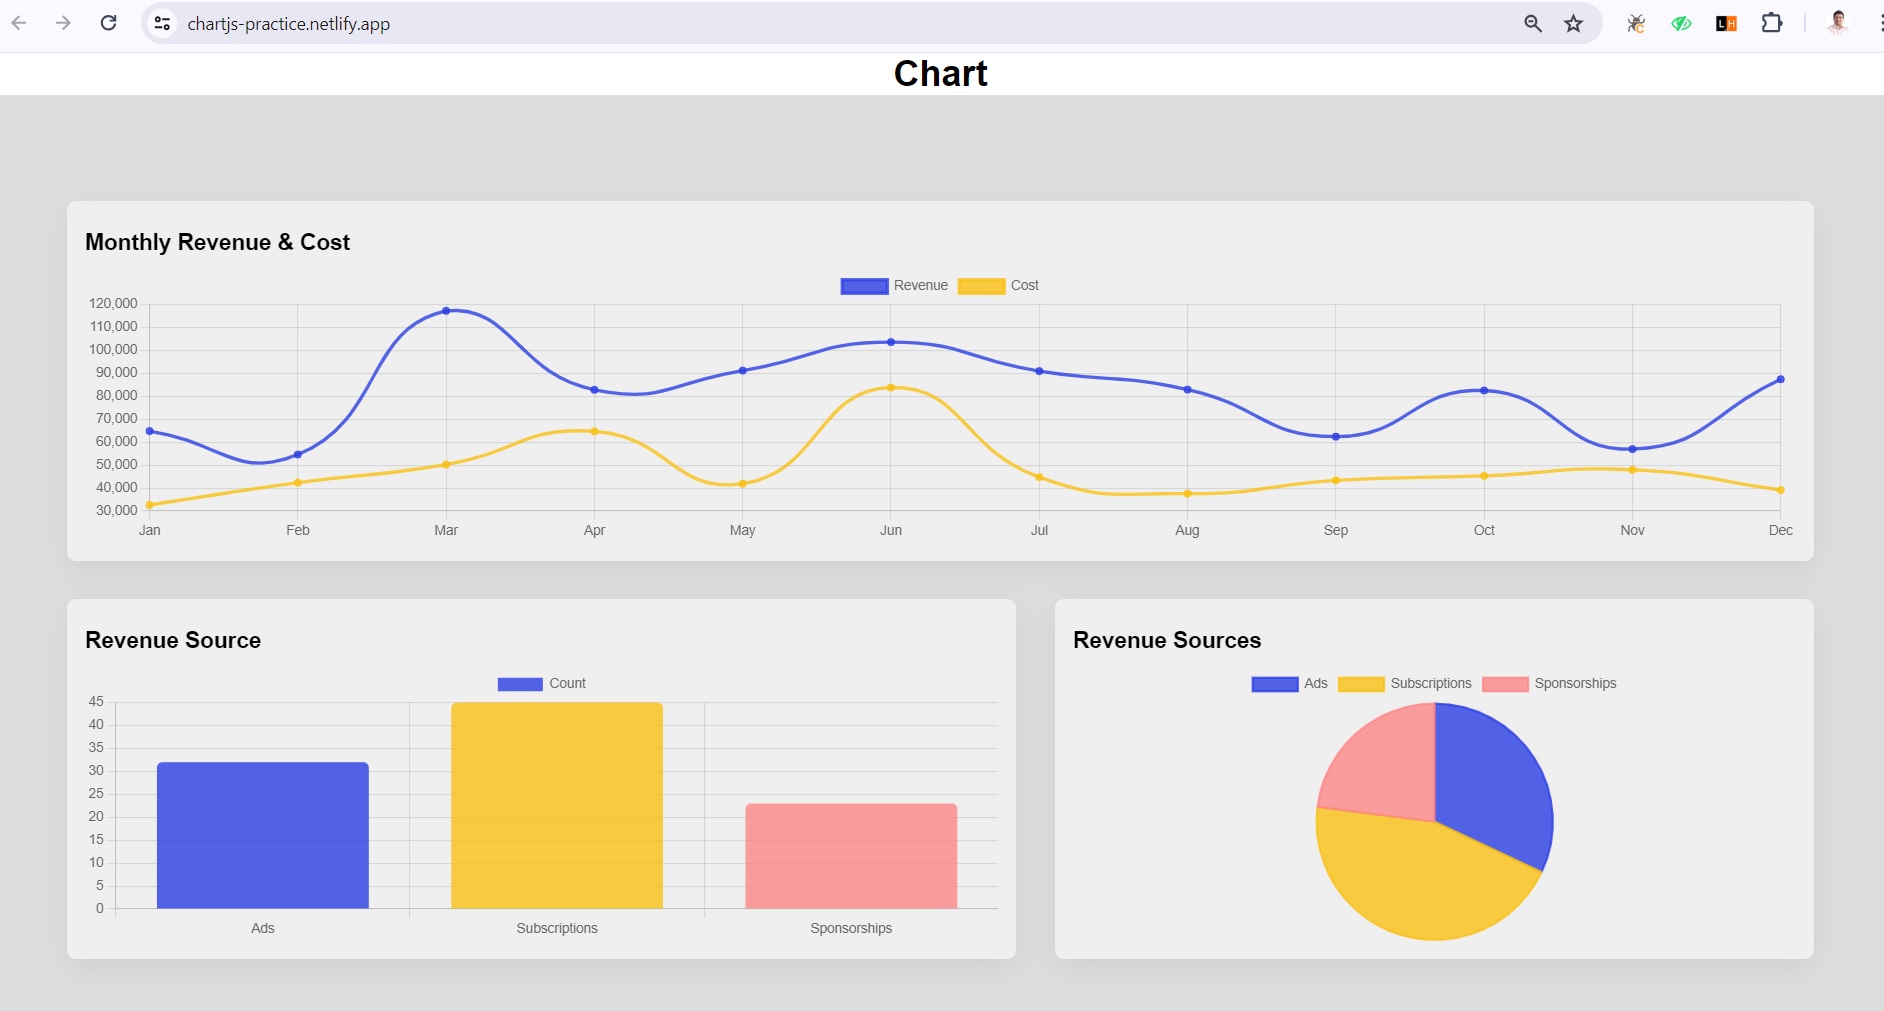 chartjs-practice.netlify.app
Chart
Monthly Revenue & Cost
Revenue Cost
120,000
110,000
100,000
90,000
80,000
70,000
60,000
50,000
40,000
30,000
Jan Feb Mar Apr May Jun Jul Aug Sep Oct Nov Dec
Revenue Source
Count
45
40
35
30
25
20
15
10
5
0
Ads Subscriptions Sponsorships
Revenue Sources
Ads Subscriptions Sponsorships